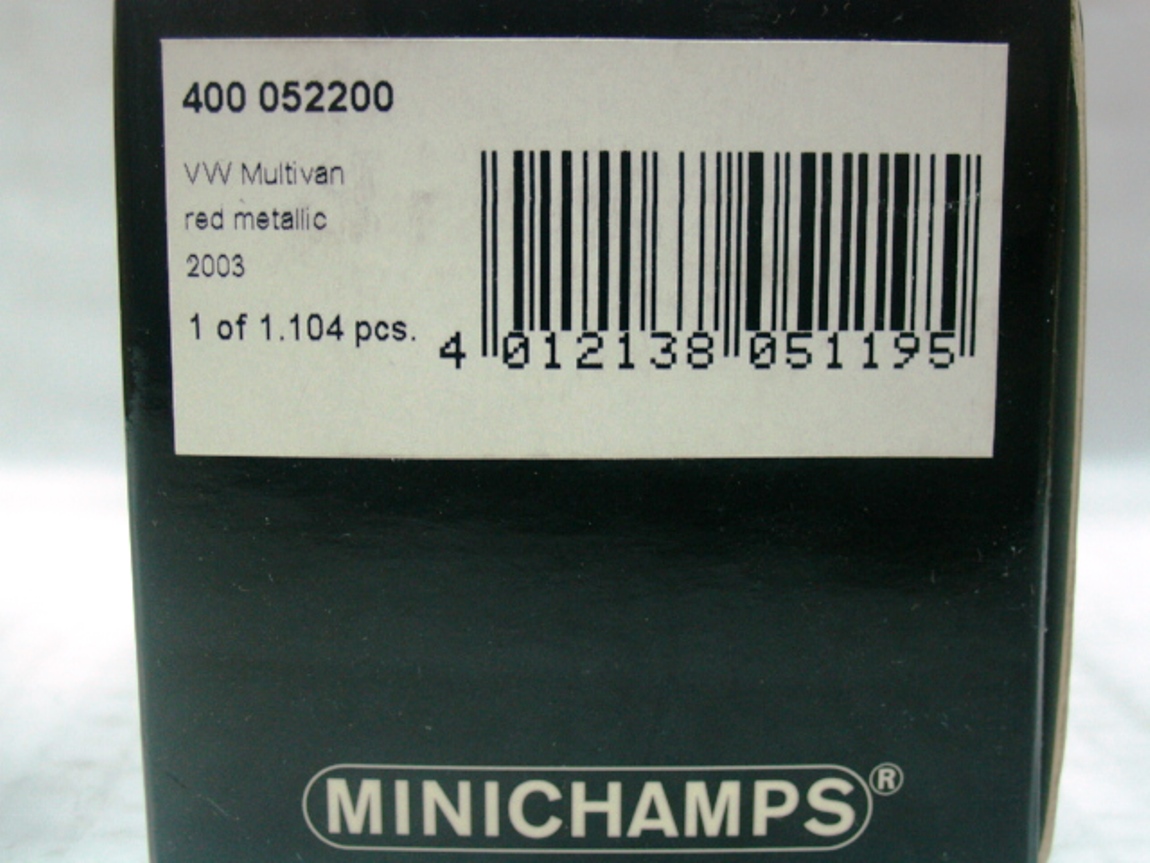 400 052200
VW Multivan
red metallic
2003
1 of 1.104 pcs.
4 012138 051195
MINICHAMPS®